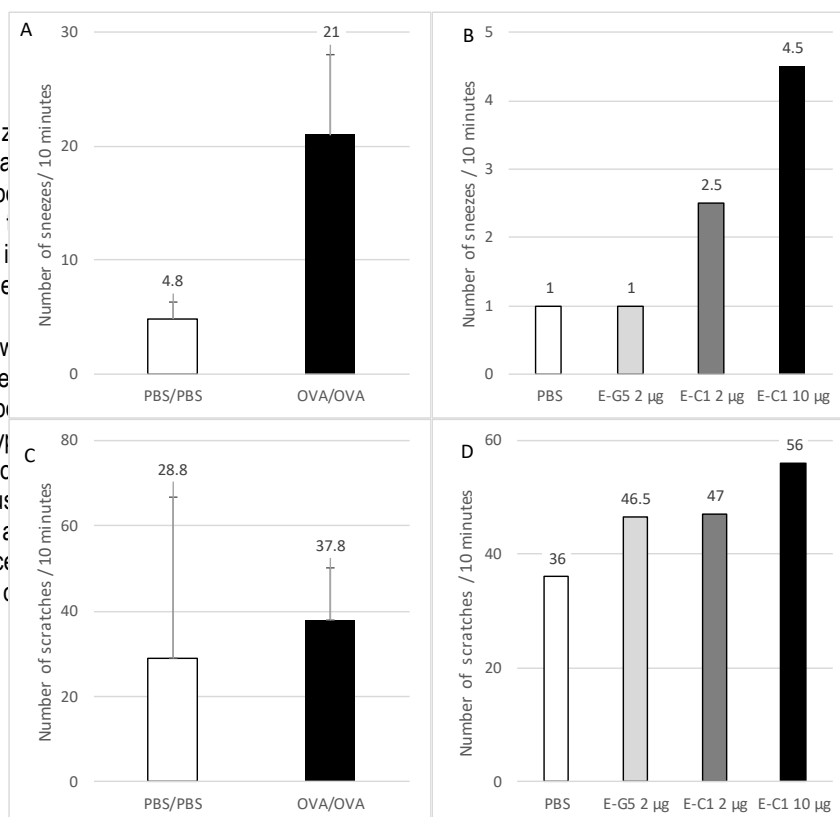 A
Number of sneezes/ 10 minutes
30
20
10
0
4.8
21
PBS/PBS
OVA/OVA
B
Number of sneezes / 10 minutes
5
4
3
2
1
0
1
1
2.5
4.5
PBS
E-G5 2 µg
E-C1 2 µg
E-C1 10 µg
C
Number of scratches / 10 minutes
80
60
40
20
0
28.8
37.8
PBS/PBS
OVA/OVA
D
Number of scratches / 10 minutes
60
40
20
0
36
46.5
47
56
PBS
E-G5 2 µg
E-C1 2 µg
E-C1 10 µg